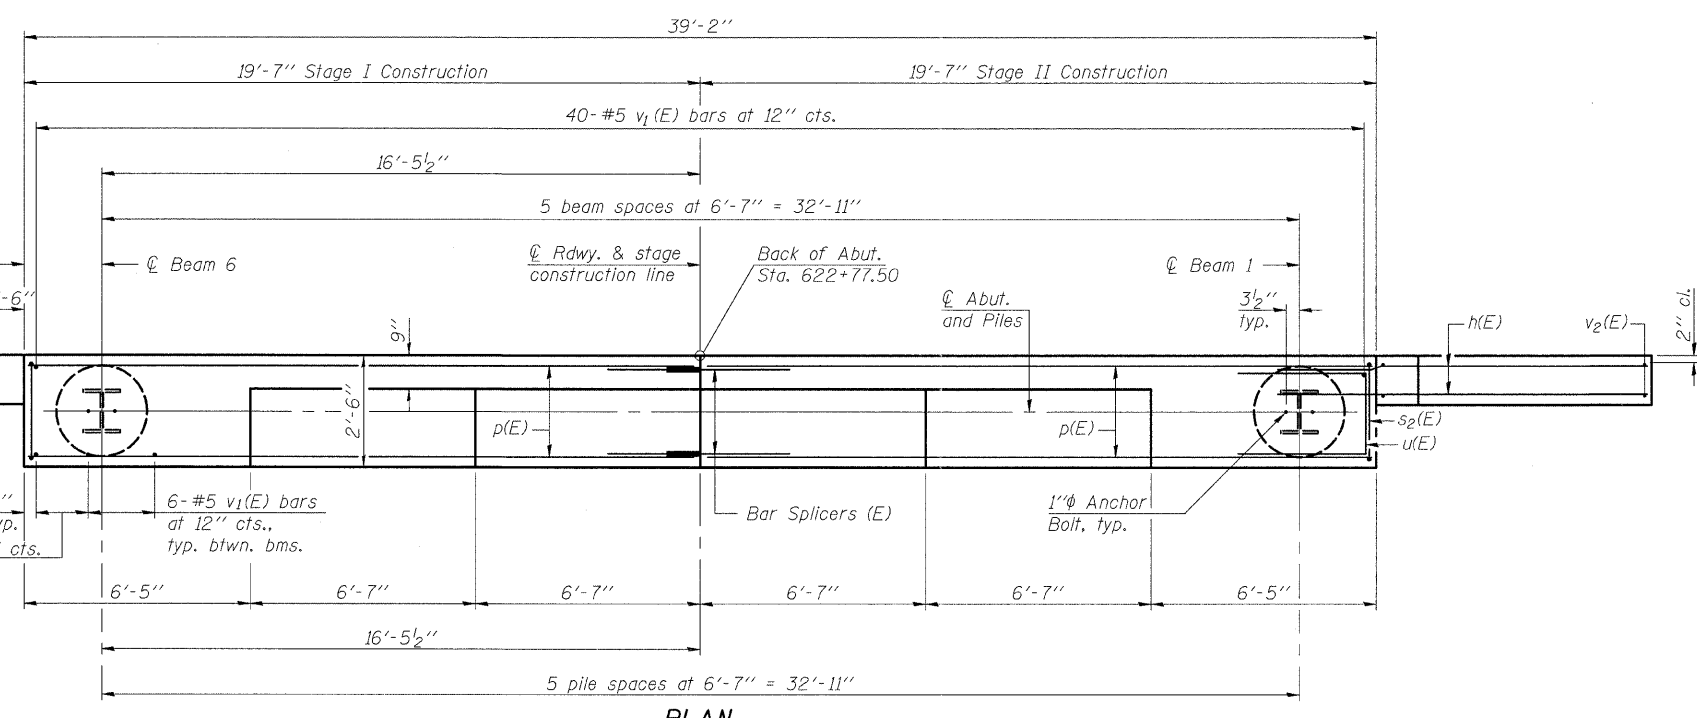 39'-2"
19'-7" Stage I Construction
19'-7" Stage II Construction
40-#5 v1(E) bars at 12" cts.
16'-5½"
5 beam spaces at 6'-7" = 32'-11"
℄ Beam 6
℄ Rdwy. & stage
construction line
Back of Abut.
Sta. 622+77.50
℄ Beam 1
-6"
9"
℄ Abut.
and Piles
3½"
typ.
h(E)
v2(E)
2" cl.
2'-6"
p(E)
p(E)
s2(E)
u(E)
6-#5 v1(E) bars
at 12" cts.,
typ. btwn. bms.
cts.
Bar Splicers (E)
1"ϕ Anchor
Bolt, typ.
6'-5"
6'-7"
6'-7"
6'-7"
6'-7"
6'-5"
16'-5½"
5 pile spaces at 6'-7" = 32'-11"
PLAN